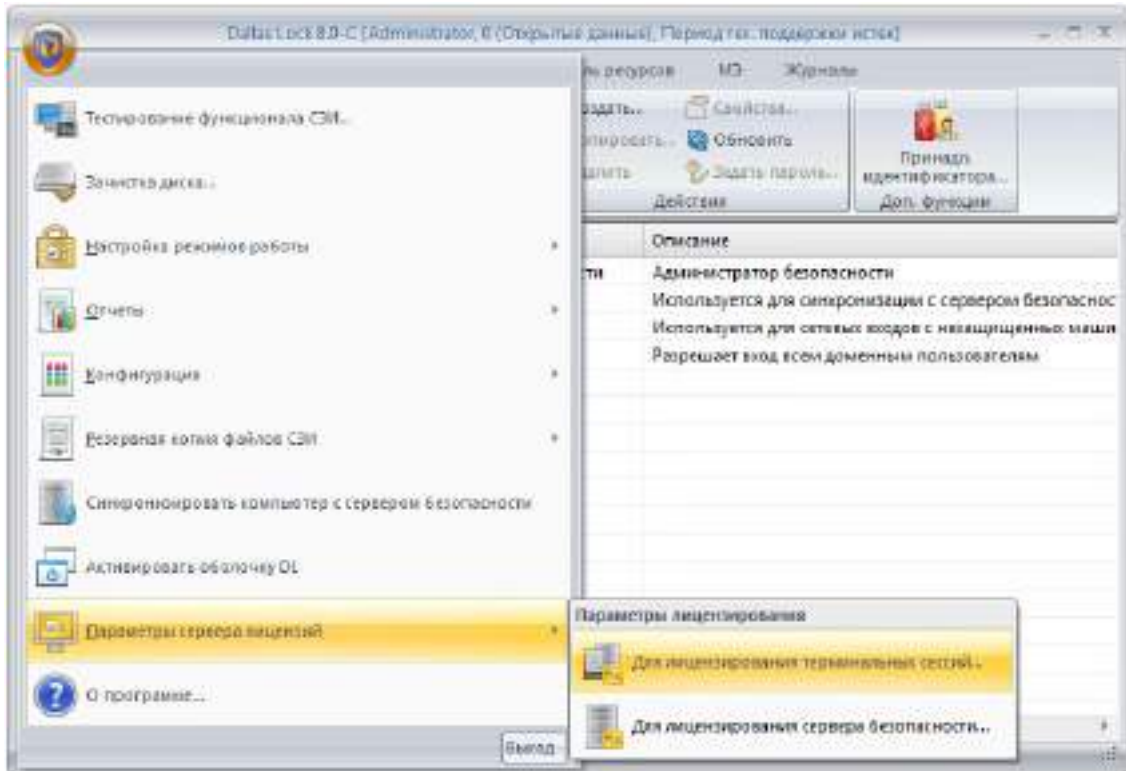 Dallas Lock 8.0-C [Administrator, 0 (Открытые данные), Период тех. поддержки истек]
ресурсов МЭ Журналы
Тестирование функционала СЗИ...
Зачистка диска...
Настройка режимов работы
Отчеты
Конфигурация
Резервная копия файлов СЗИ
Синхронизировать компьютер с сервером безопасности
Активировать оболочку DL
Параметры сервера лицензий
О программе...
Выход
оздать... Свойства...
опировать... Обновить
далить Задать пароль...
Действия
Принадл.
идентификатора...
Доп. функции
Описание
сти Администратор безопасности
Используется для синхронизации с сервером безопаснос
Используется для сетевых входов с незащищенных маши
Разрешает вход всем доменным пользователям
Параметры лицензирования
Для лицензирования терминальных сессий...
Для лицензирования сервера безопасности...